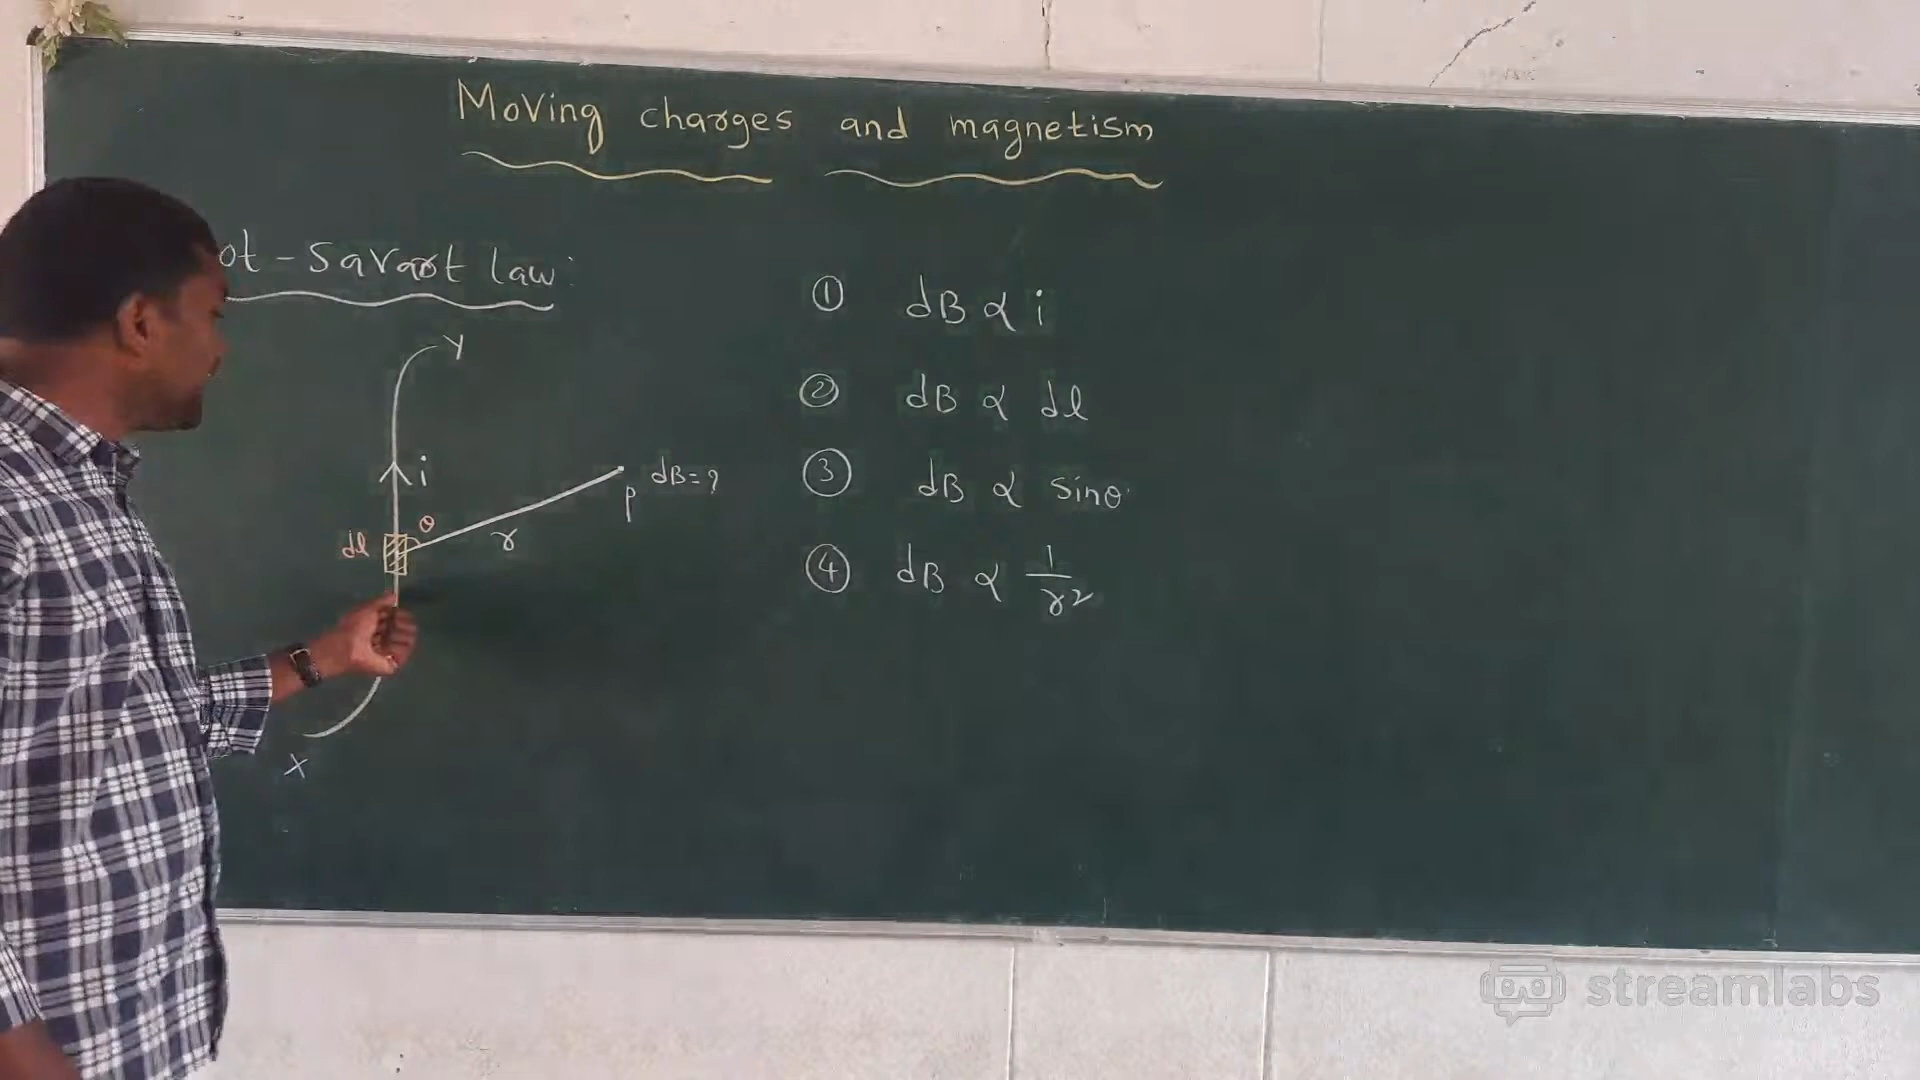 Moving charges and magnetism
ot - Savart law:
y
i
dB = ?
p
θ
dl
r
x
① dB ∝ i
② dB ∝ dl
③ dB ∝ sinθ
④ dB ∝ 1/r²
streamlabs